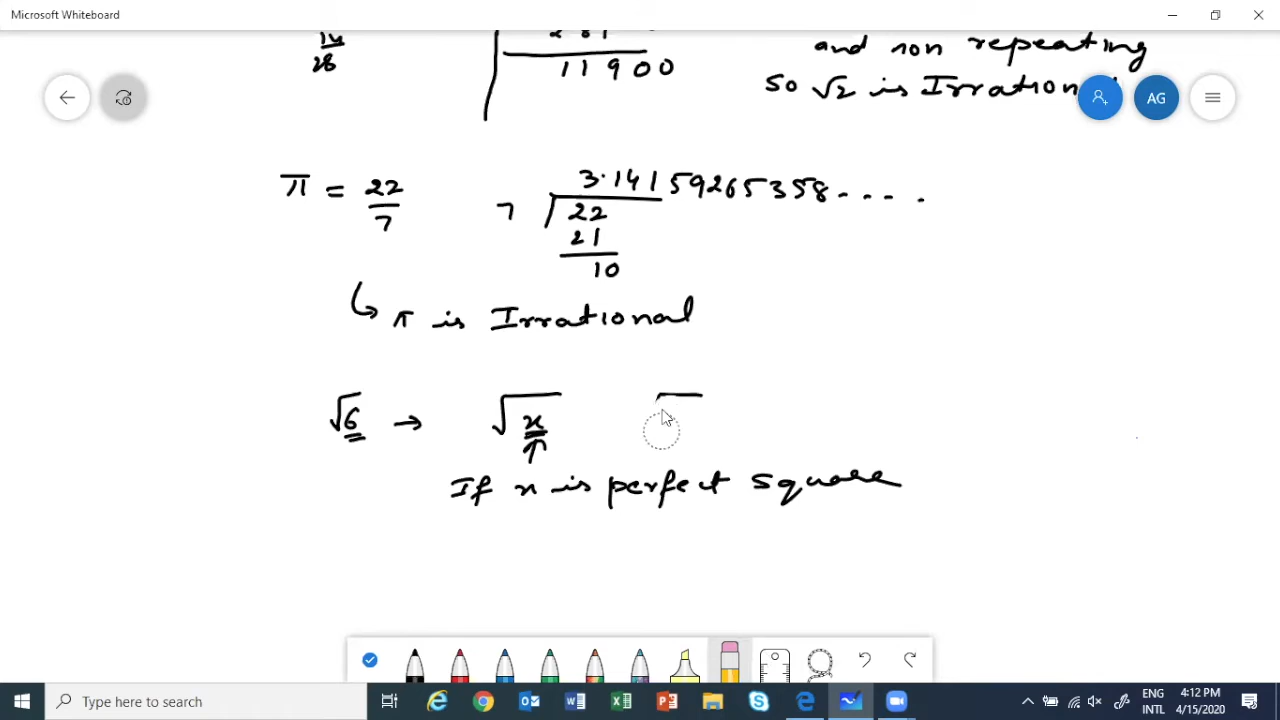 Microsoft Whiteboard
14
28
11900
and non repeating
So √2 is Irration
AG
π = 22/7
3.14159265358 - - - .
7 22
21
10
π is Irrational
√6 → √x
↑
If x is perfect square
Type here to search
ENG
INTL
4:12 PM
4/15/2020